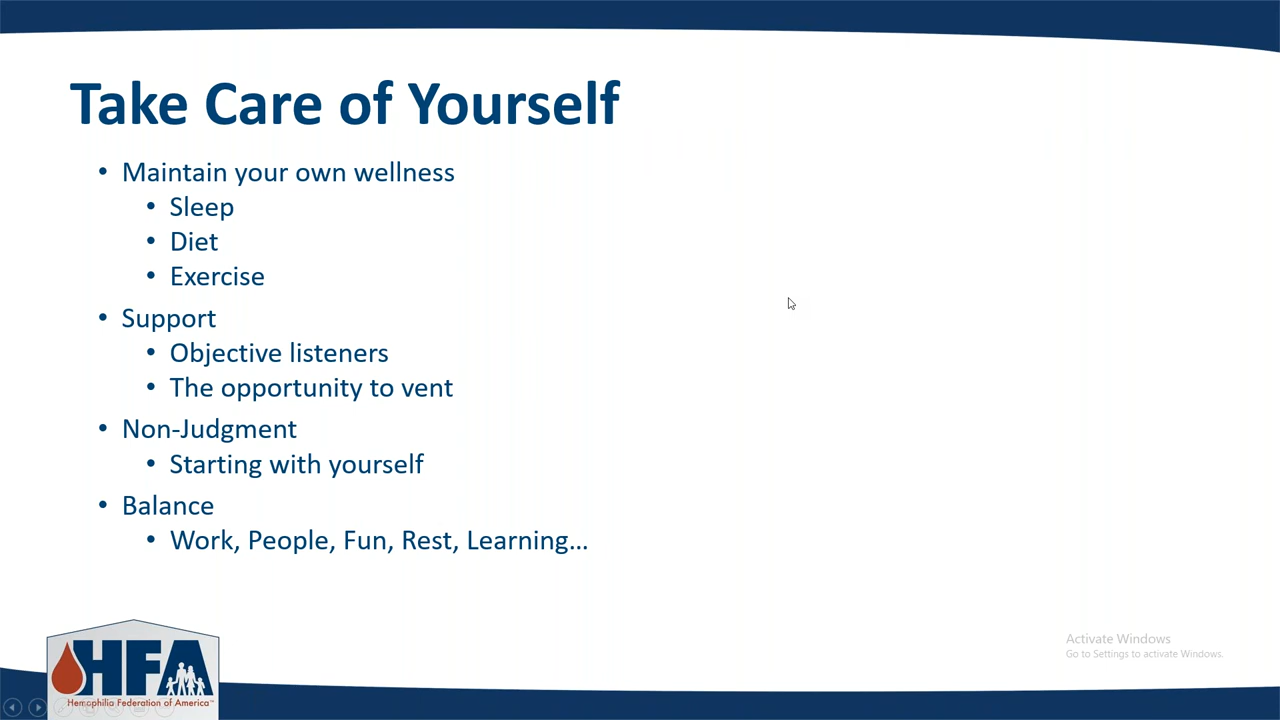 Take Care of Yourself
• Maintain your own wellness
• Sleep
• Diet
• Exercise
• Support
• Objective listeners
• The opportunity to vent
• Non-Judgment
• Starting with yourself
• Balance
• Work, People, Fun, Rest, Learning...
HFA
Hemophilia Federation of America™
Activate Windows
Go to Settings to activate Windows.